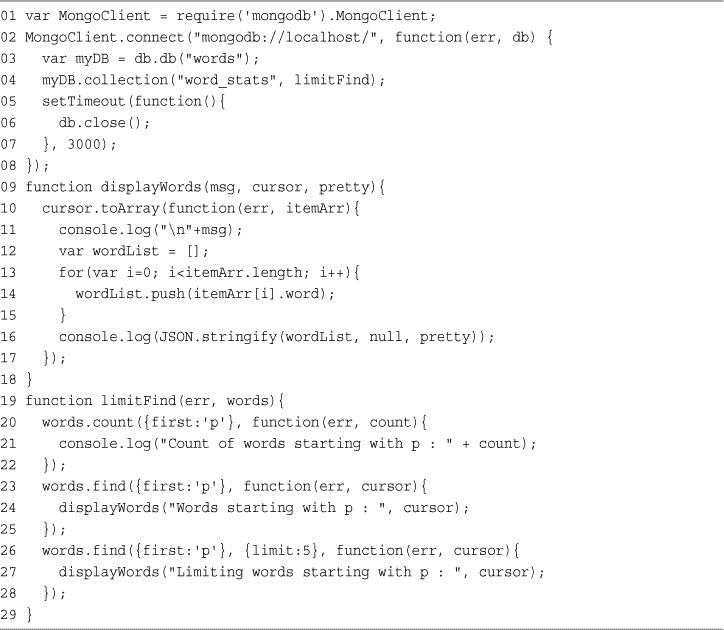 01 var MongoClient = require('mongodb').MongoClient;
02 MongoClient.connect("mongodb://localhost/", function(err, db) {
03   var myDB = db.db("words");
04   myDB.collection("word_stats", limitFind);
05   setTimeout(function(){
06     db.close();
07   }, 3000);
08 });
09 function displayWords(msg, cursor, pretty){
10   cursor.toArray(function(err, itemArr){
11     console.log("\n"+msg);
12     var wordList = [];
13     for(var i=0; i<itemArr.length; i++){
14       wordList.push(itemArr[i].word);
15     }
16     console.log(JSON.stringify(wordList, null, pretty));
17   });
18 }
19 function limitFind(err, words){
20   words.count({first:'p'}, function(err, count){
21     console.log("Count of words starting with p : " + count);
22   });
23   words.find({first:'p'}, function(err, cursor){
24     displayWords("Words starting with p : ", cursor);
25   });
26   words.find({first:'p'}, {limit:5}, function(err, cursor){
27     displayWords("Limiting words starting with p : ", cursor);
28   });
29 }